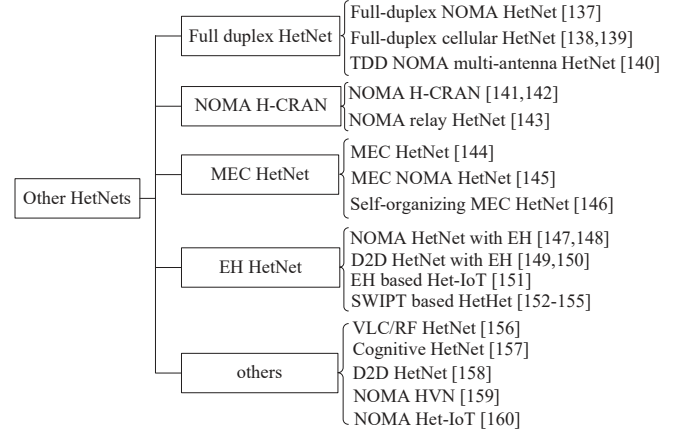 Other HetNets
Full duplex HetNet
Full-duplex NOMA HetNet [137]
Full-duplex cellular HetNet [138,139]
TDD NOMA multi-antenna HetNet [140]
NOMA H-CRAN
NOMA H-CRAN [141,142]
NOMA relay HetNet [143]
MEC HetNet
MEC HetNet [144]
MEC NOMA HetNet [145]
Self-organizing MEC HetNet [146]
EH HetNet
NOMA HetNet with EH [147,148]
D2D HetNet with EH [149,150]
EH based Het-IoT [151]
SWIPT based HetHet [152-155]
others
VLC/RF HetNet [156]
Cognitive HetNet [157]
D2D HetNet [158]
NOMA HVN [159]
NOMA Het-IoT [160]